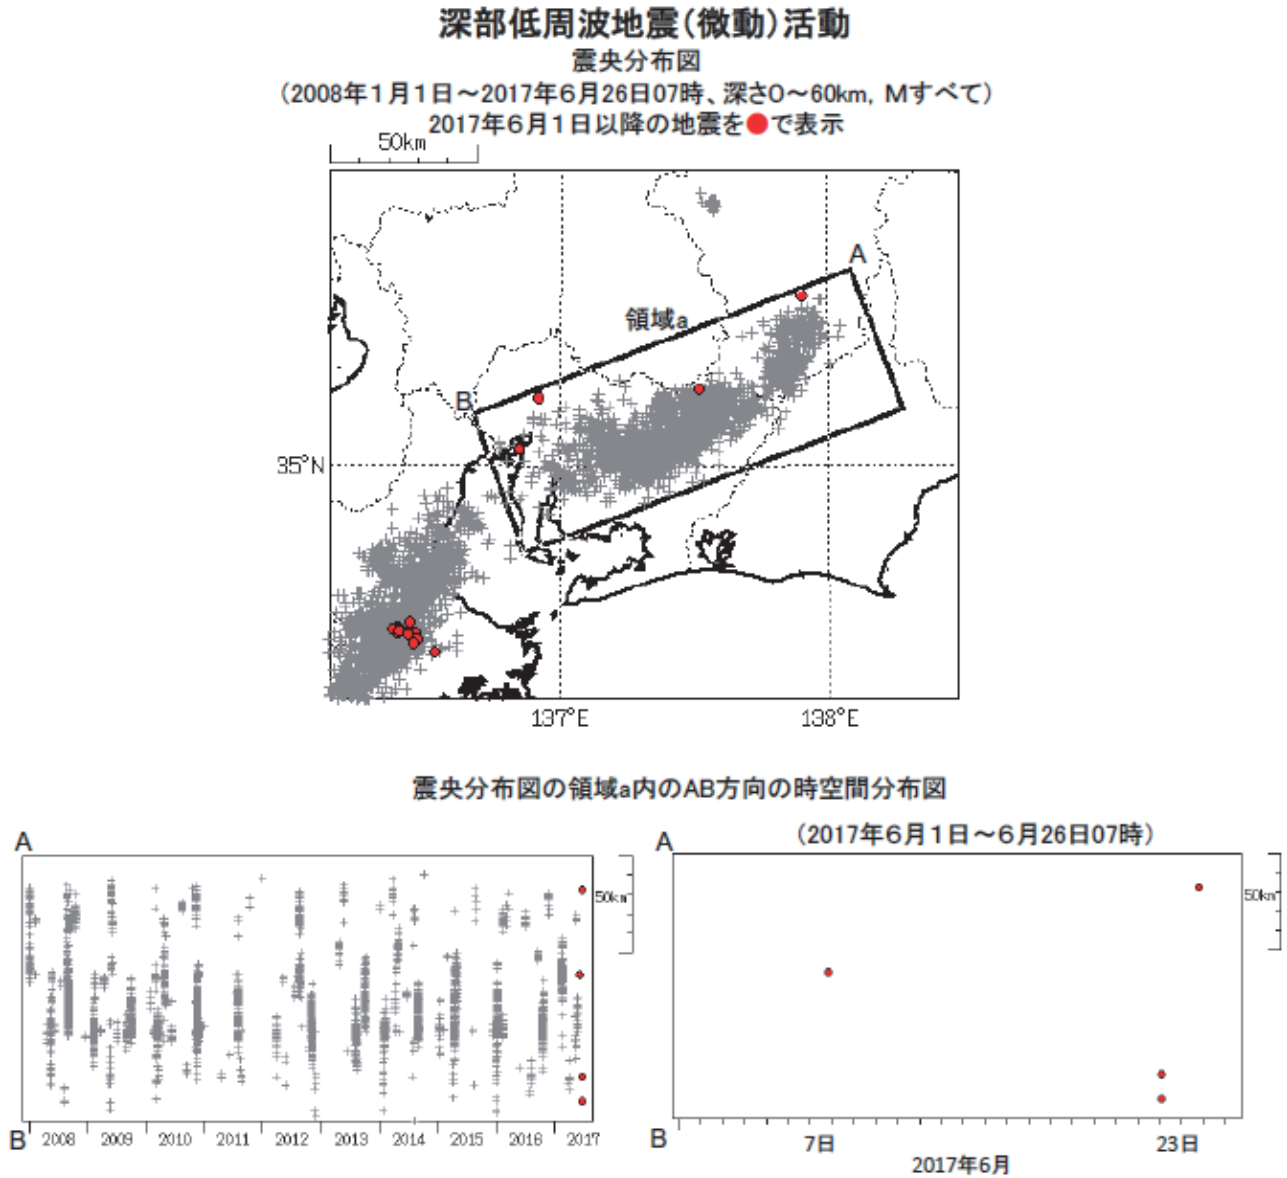 深部低周波地震(微動)活動
震央分布図
(2008年1月1日~2017年6月26日07時、深さ0~60km, Mすべて)
2017年6月1日以降の地震を●で表示
50km
A
領域a
B
35°N
137°E
138°E
震央分布図の領域a内のAB方向の時空間分布図
A
50km
B
2008 2009 2010 2011 2012 2013 2014 2015 2016 2017
(2017年6月1日~6月26日07時)
A
50km
B
7日 23日
2017年6月